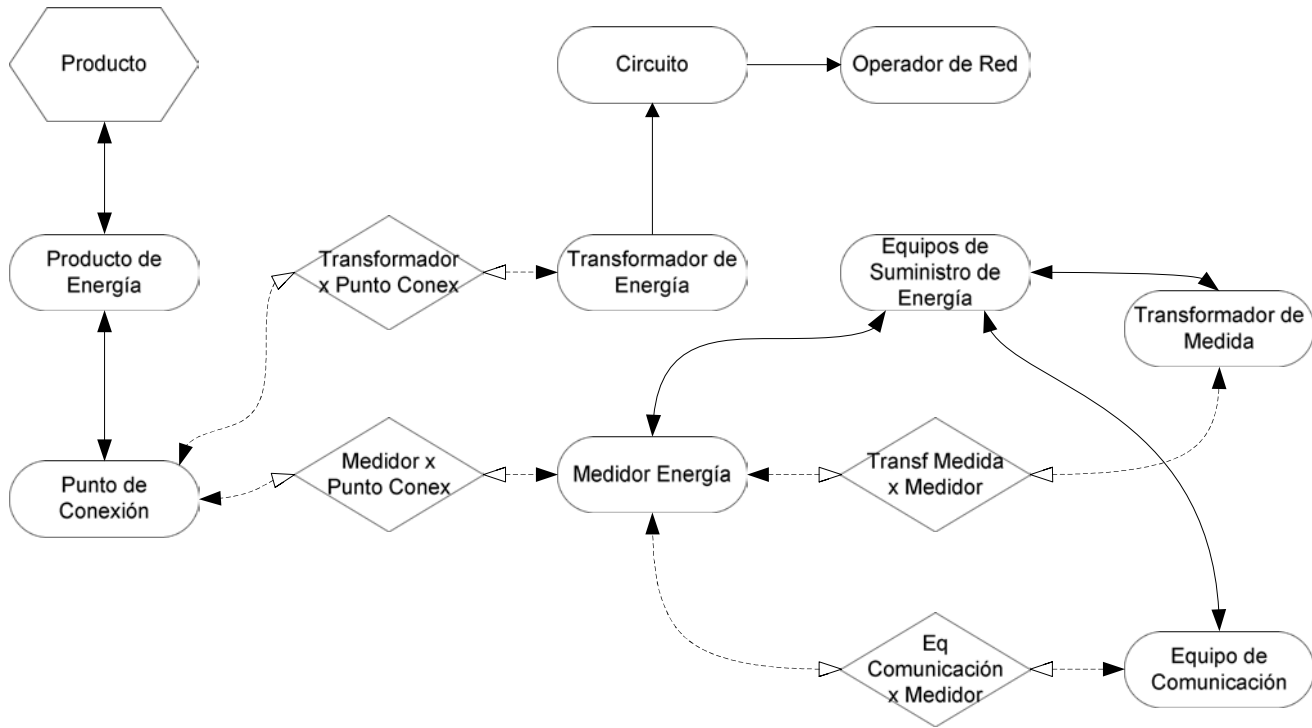 Producto
Circuito
Operador de Red
Producto de
Energía
Transformador
x Punto Conex
Transformador de
Energía
Equipos de
Suministro de
Energía
Transformador de
Medida
Punto de
Conexión
Medidor x
Punto Conex
Medidor Energía
Transf Medida
x Medidor
Eq
Comunicación
x Medidor
Equipo de
Comunicación